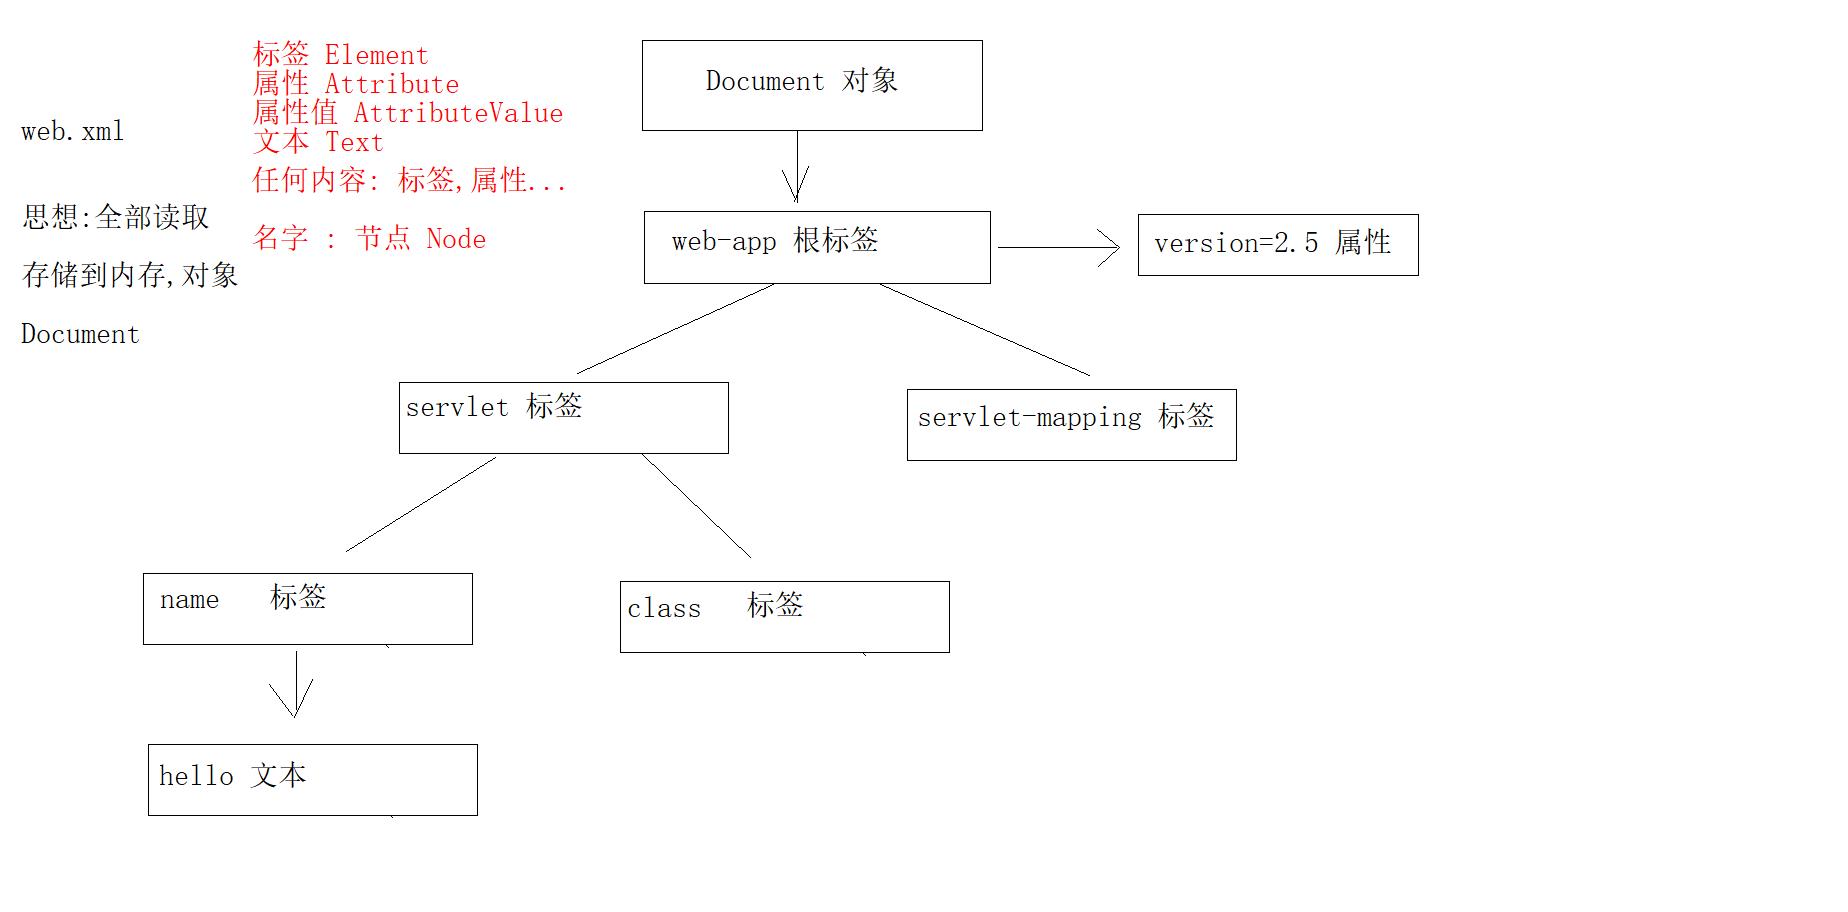 标签 Element
属性 Attribute
属性值 AttributeValue
文本 Text
任何内容: 标签,属性...
名字 : 节点 Node
web.xml
思想:全部读取
存储到内存,对象
Document
Document 对象
web-app 根标签
version=2.5 属性
servlet 标签
servlet-mapping 标签
name 标签
class 标签
hello 文本